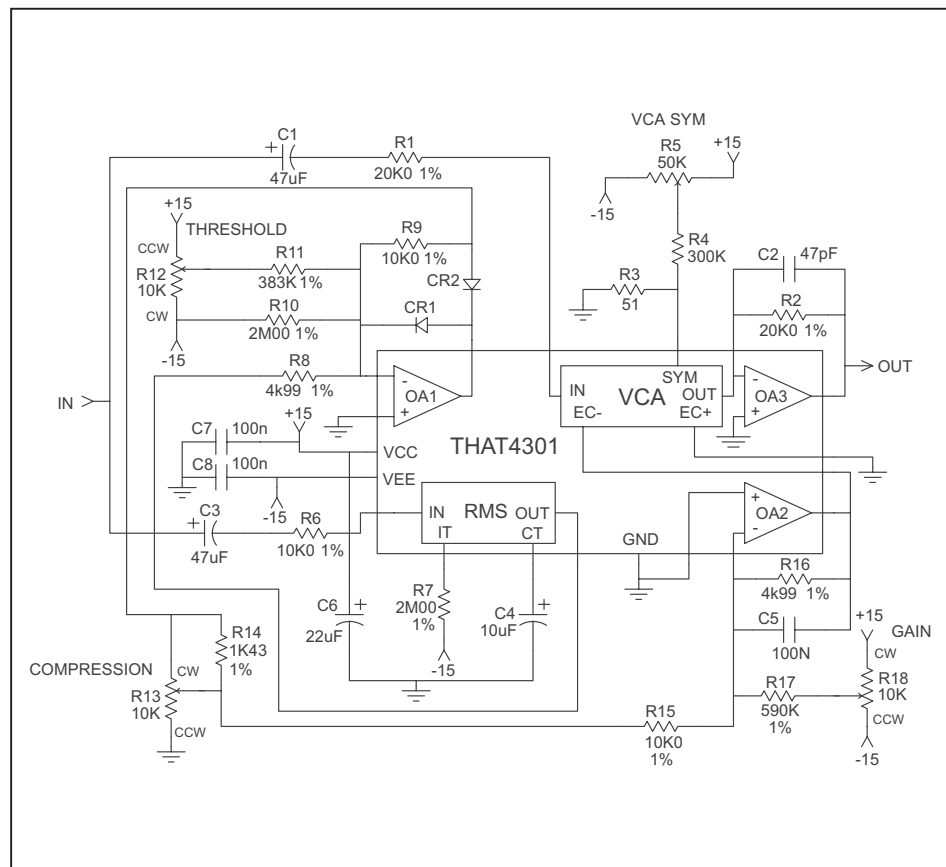 VCA SYM
C1
+
47uF
R1
20K0 1%
R5
50K
+15
-15
+15
THRESHOLD
CCW
R12
10K
CW
-15
R11
383K 1%
R10
2M00 1%
R9
10K0 1%
CR2
CR1
R8
4k99 1%
R4
300K
R3
51
C2
47pF
R2
20K0 1%
IN
-
+
OA1
SYM
IN
OUT
VCA
EC-
EC+
-
+
OA3
OUT
C7
100n
+15
VCC
C8
100n
VEE
-15
THAT4301
C3
+
47uF
R6
10K0 1%
IN
RMS
OUT
IT
CT
GND
+
-
OA2
R16
4k99 1%
C5
100N
+15
GAIN
CW
R18
10K
CCW
-15
R17
590K
1%
C6
+
22uF
R7
2M00
1%
-15
C4
+
10uF
R14
1K43
1%
COMPRESSION
CW
R13
10K
CCW
R15
10K0
1%